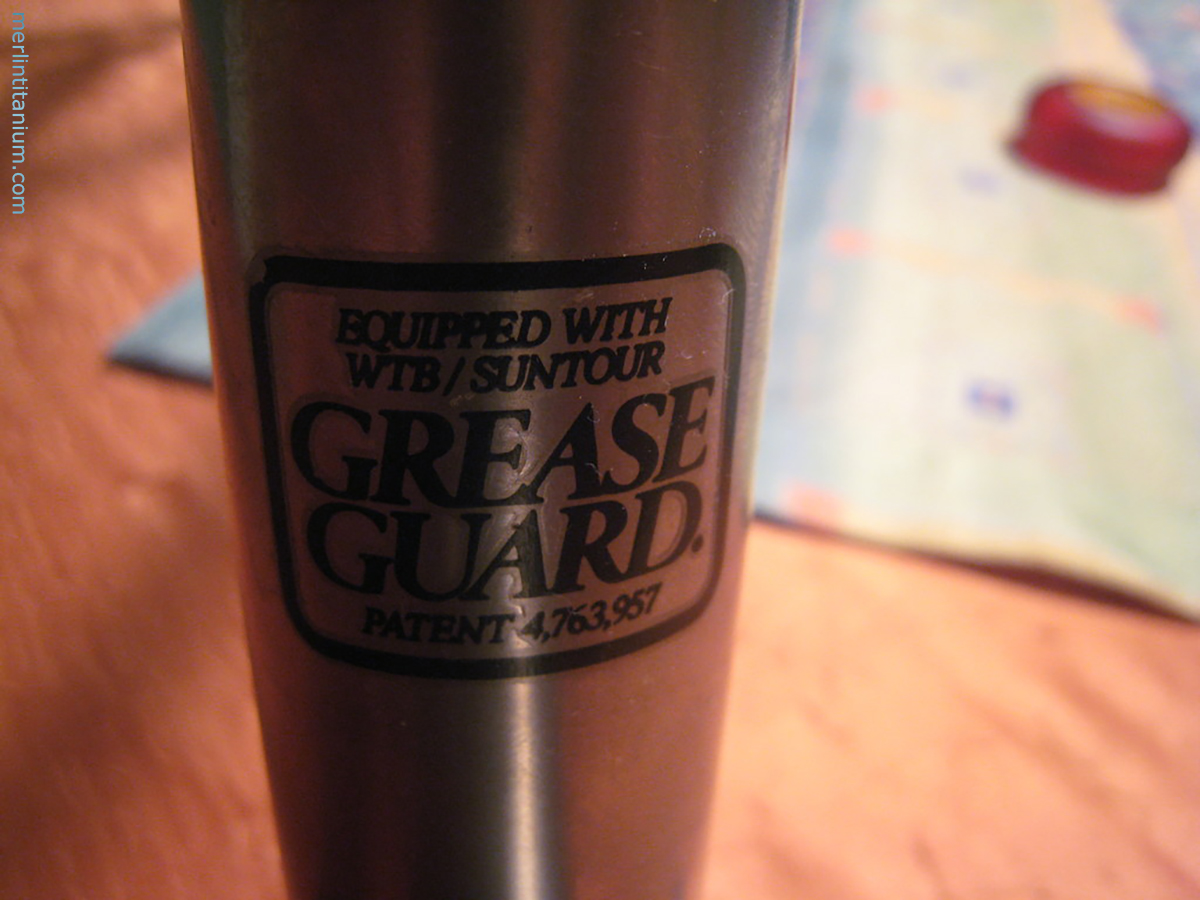 merlintitanium.com
EQUIPPED WITH
WTB / SUNTOUR
GREASE
GUARD.
PATENT 4,763,957